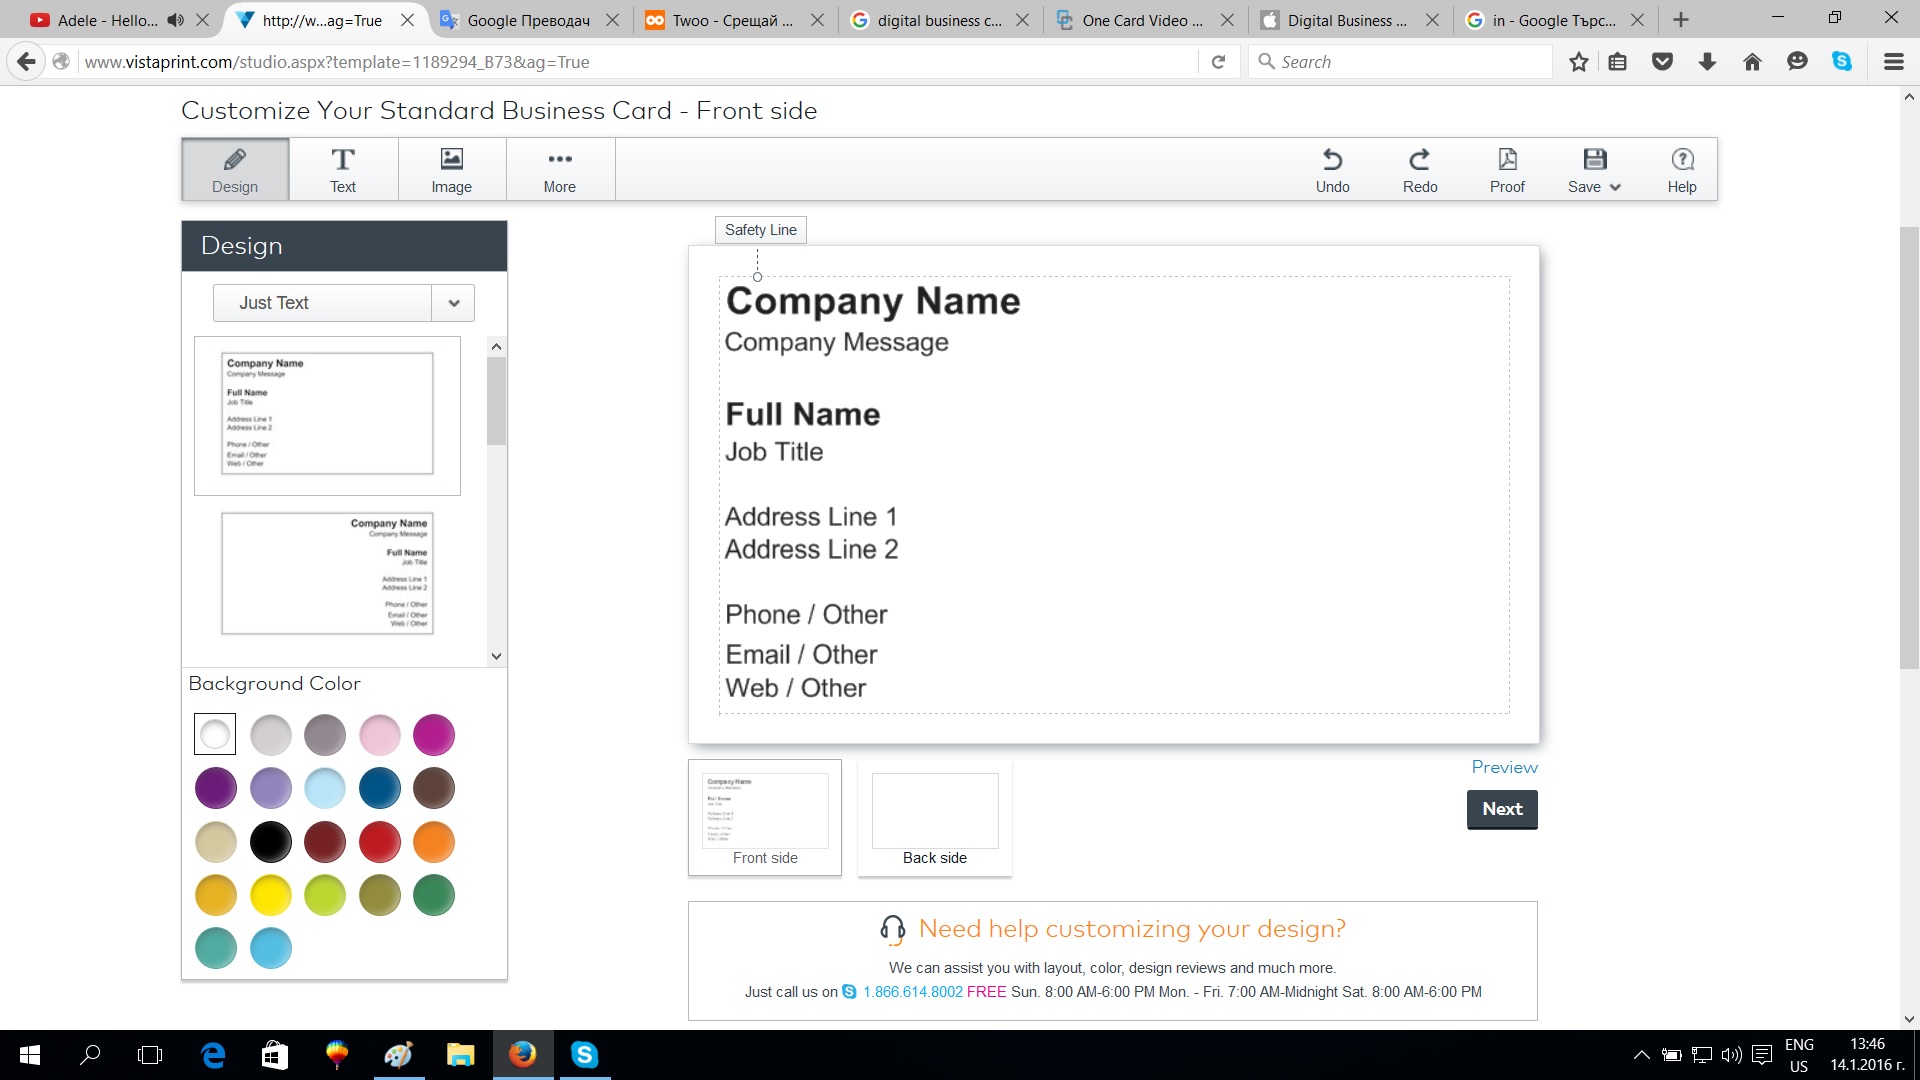 Adele - Hello...
http://w...ag=True
Google Преводач
Twoo - Срещай ...
digital business c...
One Card Video ...
Digital Business ...
in - Google Търс...
www.vistaprint.com/studio.aspx?template=1189294_B73&ag=True
Search
Customize Your Standard Business Card - Front side
Design
Text
Image
More
Undo
Redo
Proof
Save
Help
Design
Just Text
Company Name
Company Message
Full Name
Job Title
Address Line 1
Address Line 2
Phone / Other
Email / Other
Web / Other
Company Name
Company Message
Full Name
Job Title
Address Line 1
Address Line 2
Phone / Other
Email / Other
Web / Other
Background Color
Safety Line
Company Name
Company Message
Full Name
Job Title
Address Line 1
Address Line 2
Phone / Other
Email / Other
Web / Other
Company Name
Full Name
Front side
Back side
Preview
Next
Need help customizing your design?
We can assist you with layout, color, design reviews and much more.
Just call us on 1.866.614.8002 FREE Sun. 8:00 AM-6:00 PM Mon. - Fri. 7:00 AM-Midnight Sat. 8:00 AM-6:00 PM
ENG
US
13:46
14.1.2016 г.